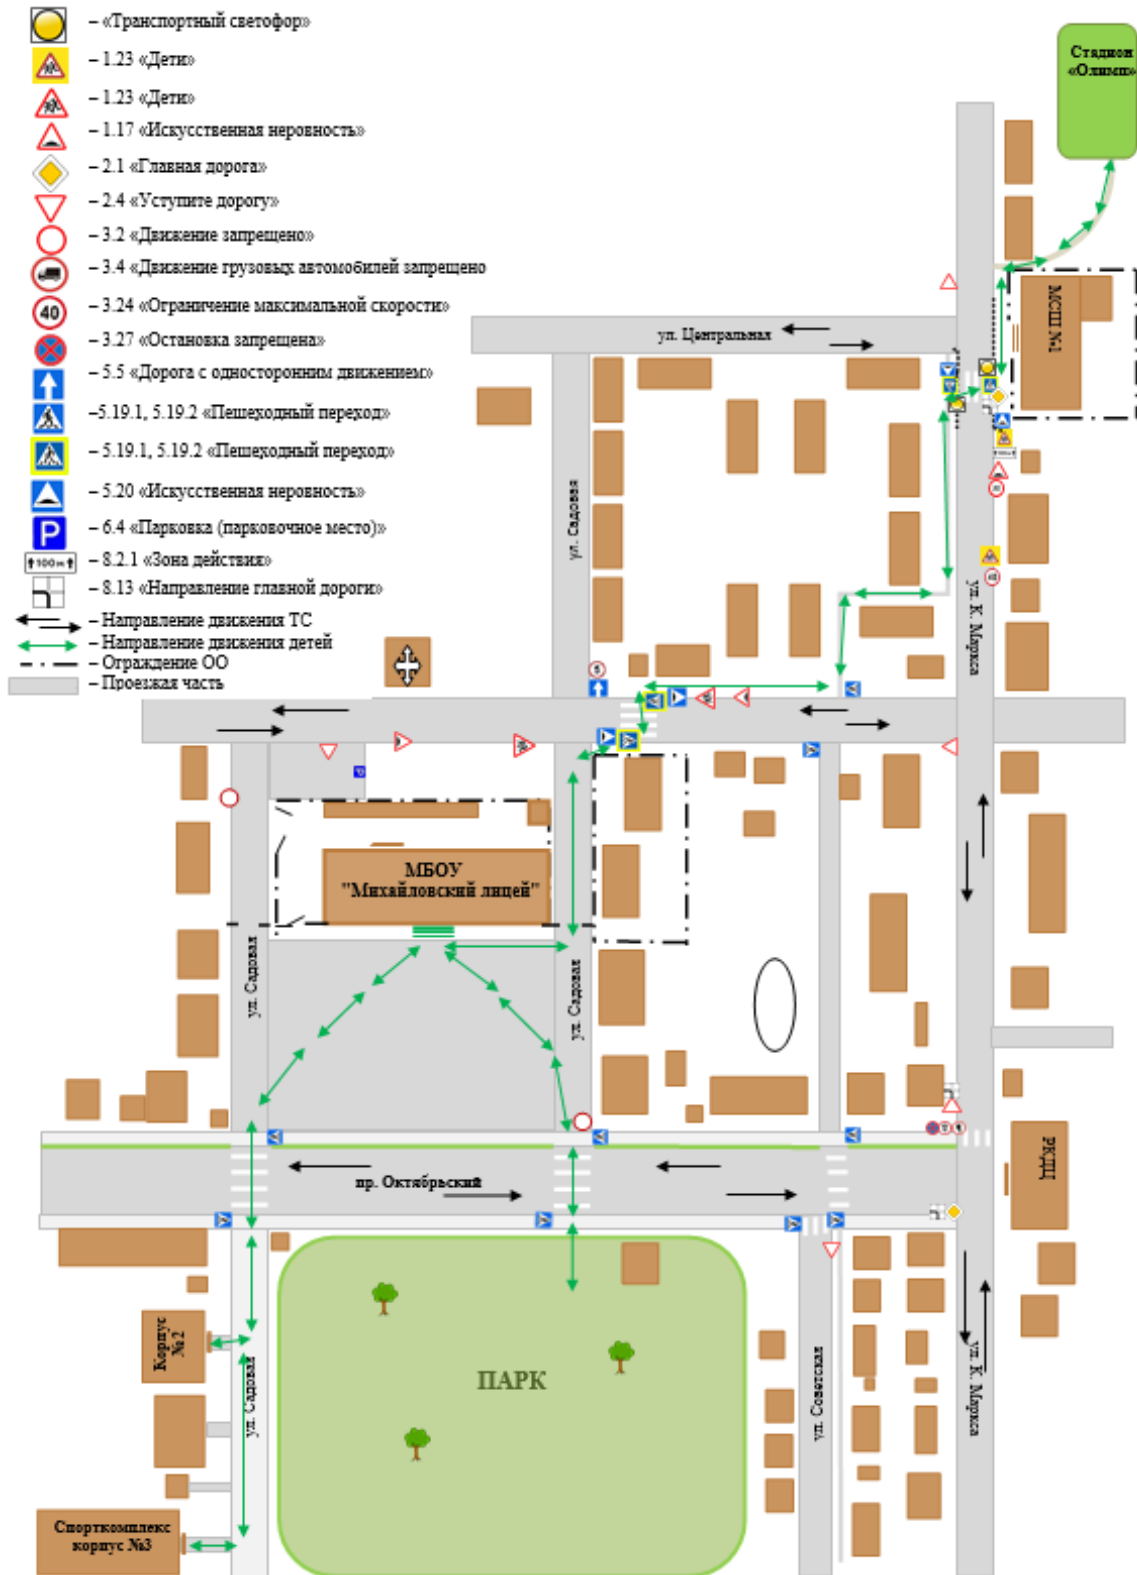 – «Транспортный светофор»
– 1.23 «Дети»
– 1.23 «Дети»
– 1.17 «Искусственная неровность»
– 2.1 «Главная дорога»
– 2.4 «Уступите дорогу»
– 3.2 «Движение запрещено»
– 3.4 «Движение грузовых автомобилей запрещено
40
– 3.24 «Ограничение максимальной скорости»
– 3.27 «Остановка запрещена»
– 5.5 «Дорога с односторонним движением»
–5.19.1, 5.19.2 «Пешеходный переход»
– 5.19.1, 5.19.2 «Пешеходный переход»
– 5.20 «Искусственная неровность»
P
– 6.4 «Парковка (парковочное место)»
100м
– 8.2.1 «Зона действия»
– 8.13 «Направление главной дороги»
– Направление движения ТС
– Направление движения детей
– Ограждение ОО
– Проезжая часть
Стадион
«Олимп»
МСШ №1
ул. Центральная
ул. Садовая
ул. К. Маркса
P
МБОУ
"Михайловский лицей"
ул. Садовая
ул. Садовая
РКДЦ
пр. Октябрьский
Корпус
№2
ул. Садовая
ПАРК
ул. Советская
ул. К. Маркса
Спорткомплекс
корпус №3